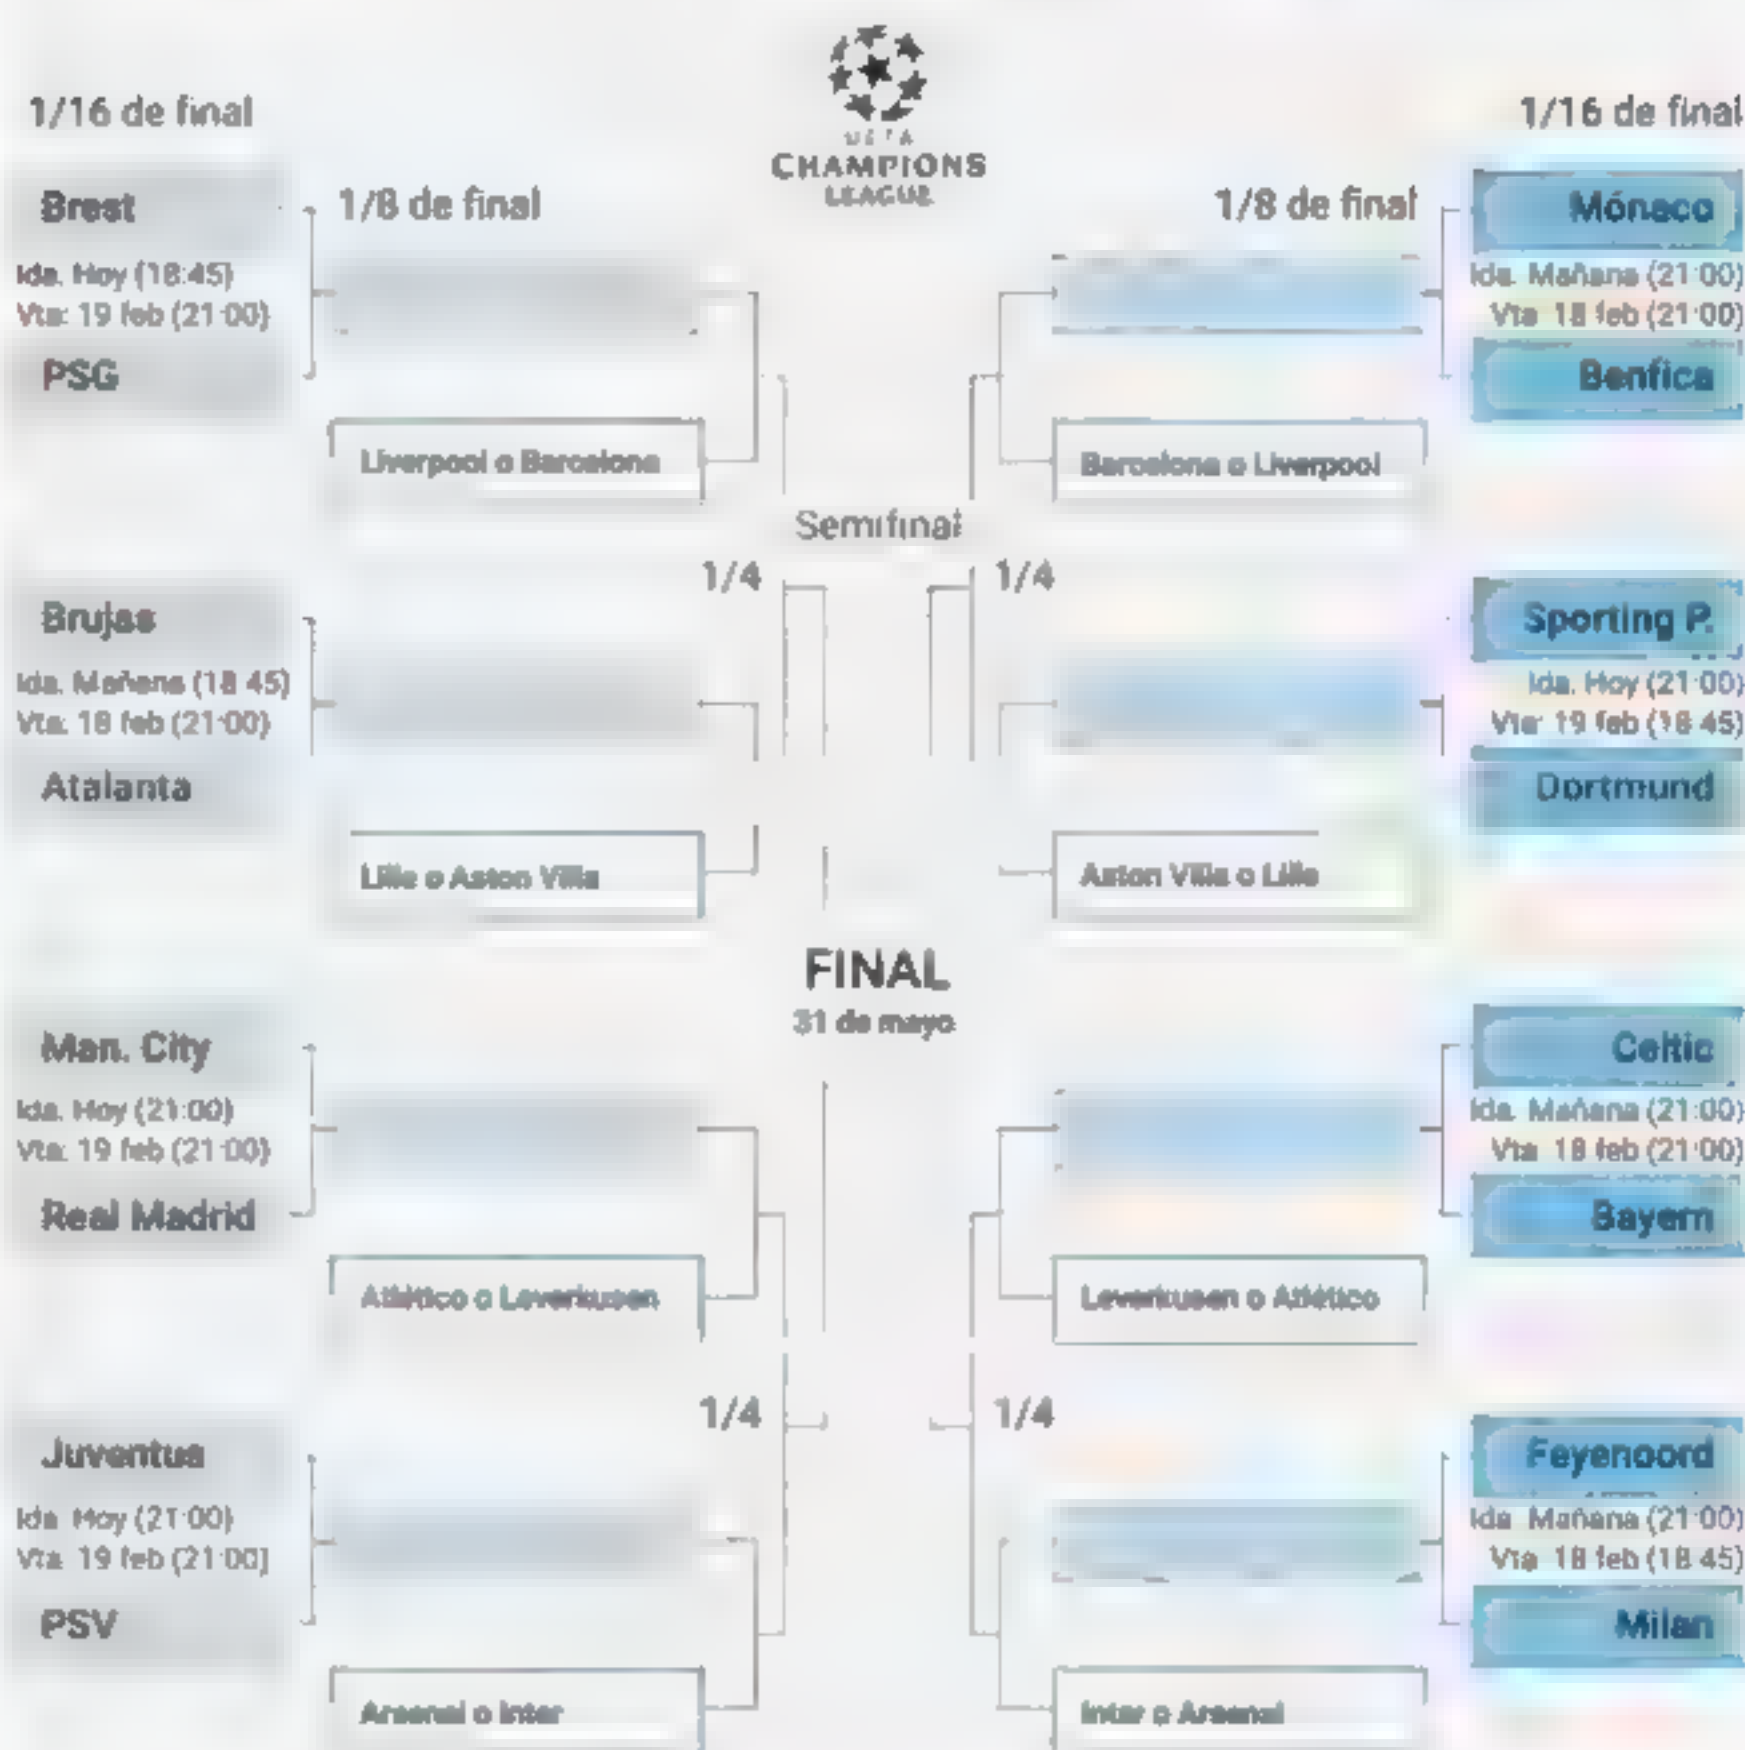 UEFA
CHAMPIONS
LEAGUE
1/16 de final
1/8 de final
Brest
Ida. Hoy (18:45)
Vta: 19 feb (21:00)
PSG
Liverpool o Barcelona
Brujas
Ida. Mañana (18:45)
Vta: 18 feb (21:00)
Atalanta
Lille o Aston Villa
Man. City
Ida. Hoy (21:00)
Vta: 19 feb (21:00)
Real Madrid
Atlético o Leverkusen
Juventus
Ida. Hoy (21:00)
Vta: 19 feb (21:00)
PSV
Arsenal o Inter
1/4
1/4
Semifinal
FINAL
31 de mayo
1/4
1/4
1/8 de final
1/16 de final
Mónaco
Ida. Mañana (21:00)
Vta: 18 feb (21:00)
Benfica
Barcelona o Liverpool
Sporting P.
Ida. Hoy (21:00)
Vta: 19 feb (18:45)
Dortmund
Aston Villa o Lille
Celtic
Ida. Mañana (21:00)
Vta: 18 feb (21:00)
Bayern
Leverkusen o Atlético
Feyenoord
Ida. Mañana (21:00)
Vta: 18 feb (18:45)
Milan
Inter o Arsenal